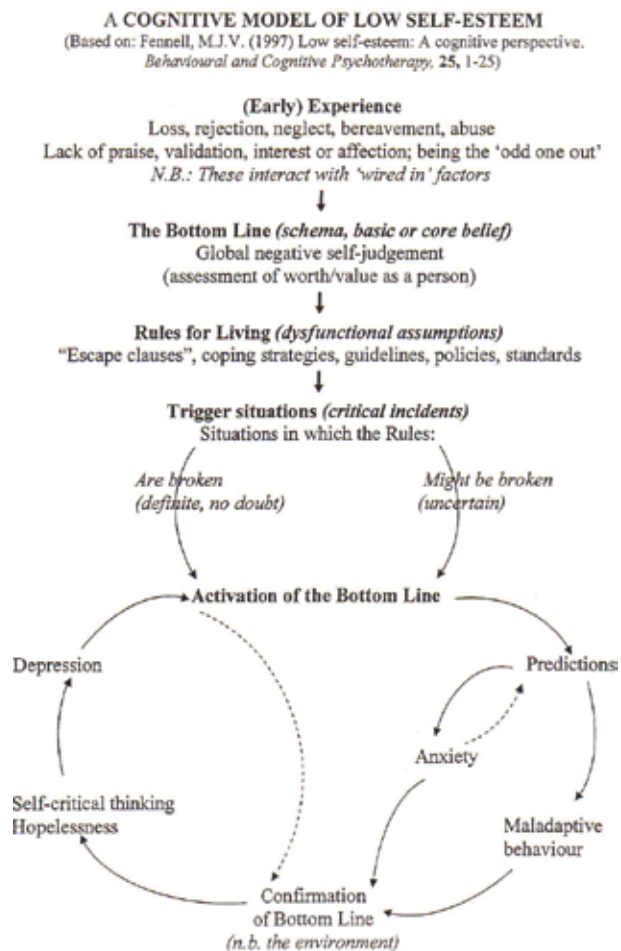 A COGNITIVE MODEL OF LOW SELF-ESTEEM
(Based on: Fennell, M.J.V. (1997) Low self-esteem: A cognitive perspective.
Behavioural and Cognitive Psychotherapy, 25, 1-25)
(Early) Experience
Loss, rejection, neglect, bereavement, abuse
Lack of praise, validation, interest or affection; being the ‘odd one out’
N.B.: These interact with ‘wired in’ factors
The Bottom Line (schema, basic or core belief)
Global negative self-judgement
(assessment of worth/value as a person)
Rules for Living (dysfunctional assumptions)
“Escape clauses”, coping strategies, guidelines, policies, standards
Trigger situations (critical incidents)
Situations in which the Rules:
Are broken
(definite, no doubt)
Might be broken
(uncertain)
Activation of the Bottom Line
Depression
Predictions
Anxiety
Self-critical thinking
Hopelessness
Maladaptive
behaviour
Confirmation
of Bottom Line
(n.b. the environment)